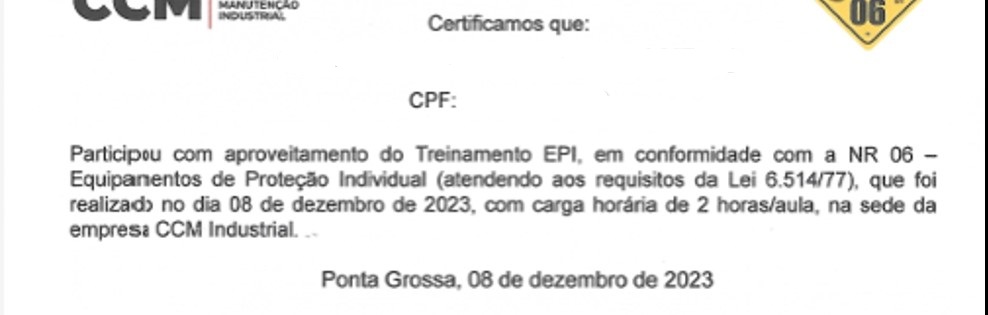 CCM MANUTENÇÃO
INDUSTRIAL
06
Certificamos que:
CPF:
Participou com aproveitamento do Treinamento EPI, em conformidade com a NR 06 –
Equipamentos de Proteção Individual (atendendo aos requisitos da Lei 6.514/77), que foi
realizado no dia 08 de dezembro de 2023, com carga horária de 2 horas/aula, na sede da
empresa CCM Industrial.
Ponta Grossa, 08 de dezembro de 2023